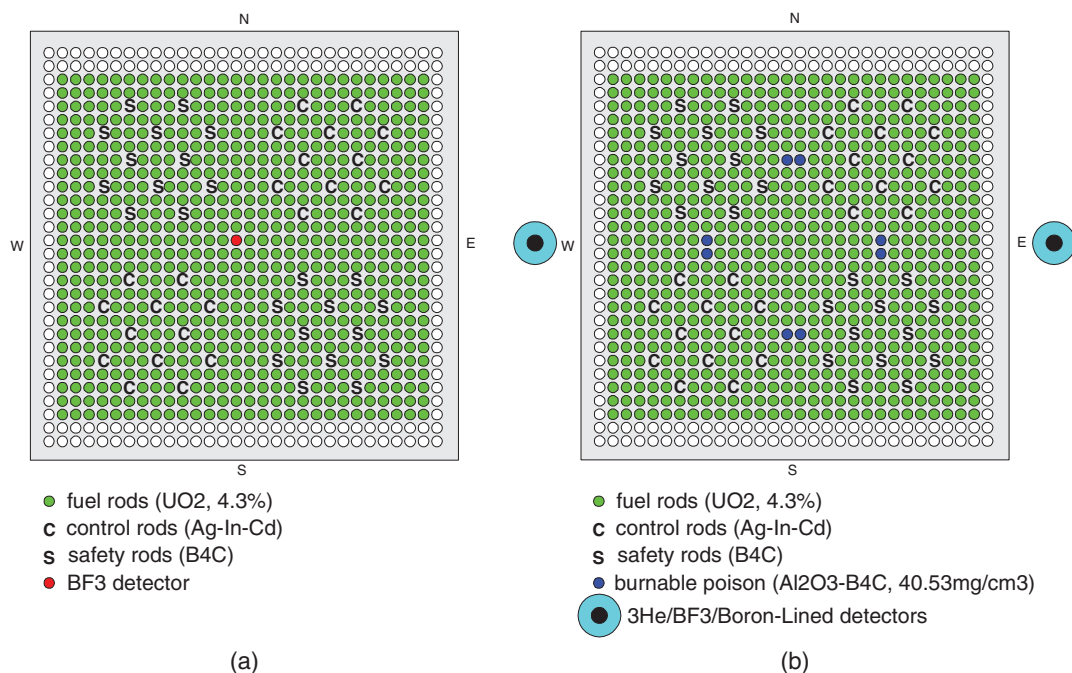 N
S S C C
S S S C C C
S S C C
S S S C C C
S S C C
W E
C C S S
C C C S S S
C C S S
C C C S S S
C C S S
S
fuel rods (UO2, 4.3%)
C control rods (Ag-In-Cd)
S safety rods (B4C)
BF3 detector
(a)
N
S S C C
S S S C C C
S S C C
S S S C C C
S S C C
W E
C C S S
C C C S S S
C C S S
C C C S S S
C C S S
S
fuel rods (UO2, 4.3%)
C control rods (Ag-In-Cd)
S safety rods (B4C)
burnable poison (Al2O3-B4C, 40.53mg/cm3)
3He/BF3/Boron-Lined detectors
(b)